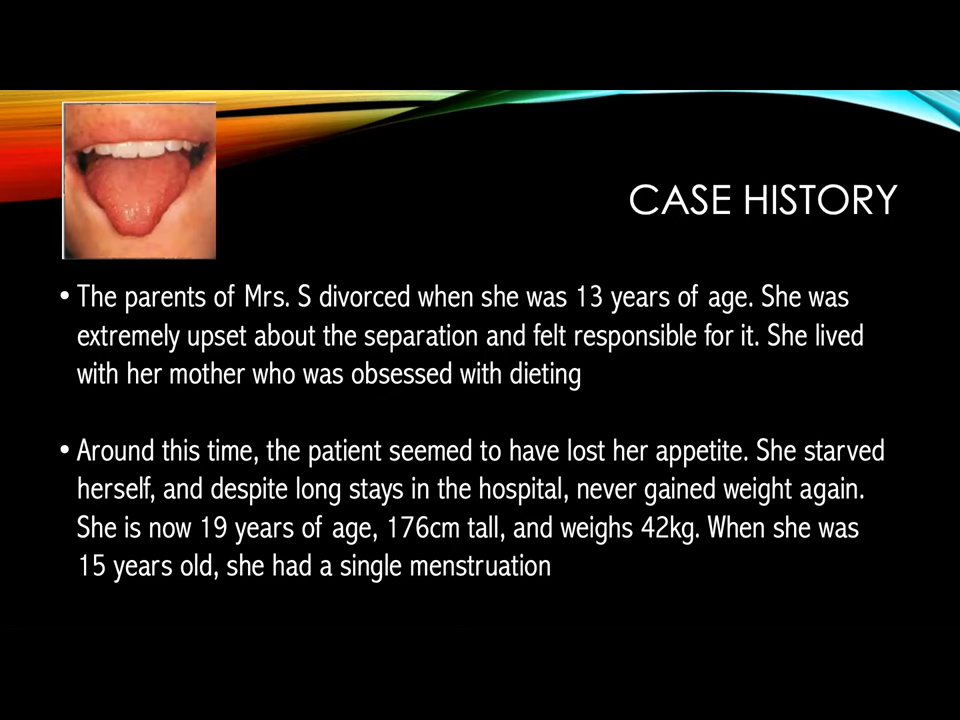 CASE HISTORY
• The parents of Mrs. S divorced when she was 13 years of age. She was
extremely upset about the separation and felt responsible for it. She lived
with her mother who was obsessed with dieting
• Around this time, the patient seemed to have lost her appetite. She starved
herself, and despite long stays in the hospital, never gained weight again.
She is now 19 years of age, 176cm tall, and weighs 42kg. When she was
15 years old, she had a single menstruation